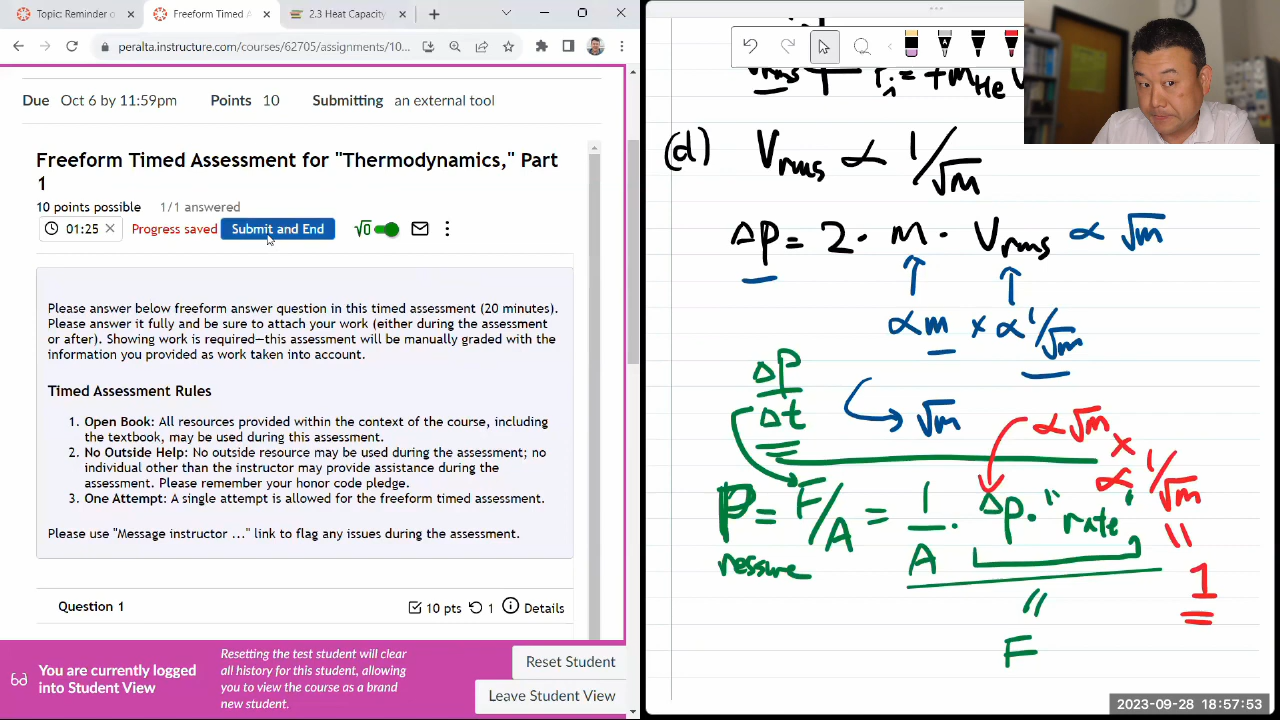 Topic Reminder o
Freeform Timed A
2.3 Heat Capacit
peralta.instructure.com/course
627
/assignments/10...
Due Oct 6 by 11:59pm Points 10 Submitting an external tool
Freeform Timed Assessment for "Thermodynamics," Part
1
10 points possible 1/1 answered
01:25 Progress saved Submit and End √0
Please answer below freeform answer question in this timed assessment (20 minutes).
Please answer it fully and be sure to attach your work (either during the assessment
or after). Showing work is required—this assessment will be manually graded with the
information you provided as work taken into account.
Timed Assessment Rules
1. Open Book: All resources provided within the context of the course, including
the textbook, may be used during this assessment.
2. No Outside Help: No outside resource may be used during the assessment; no
individual other than the instructor may provide assistance during the
assessment. Please remember your honor code pledge.
3. One Attempt: A single attempt is allowed for the freeform timed assessment.
Please use "Message instructor ..." link to flag any issues during the assessment.
Question 1 10 pts 1 Details
You are currently logged
into Student View
Resetting the test student will
clear all history for this student, allowing
you to view the course as a brand
new student.
Reset Student
Leave Student View
Vrms
(d) Vrms ∝ 1/√m
Δp = 2 · m · Vrms ∝ √m
∝ m × ∝ 1/√m
√m
Δp
Δt
∝ √m × ∝ 1/√m = 1
P = F/A = 1/A · Δp · "rate"
ressure
=
F
2023-09-28 18:57:53